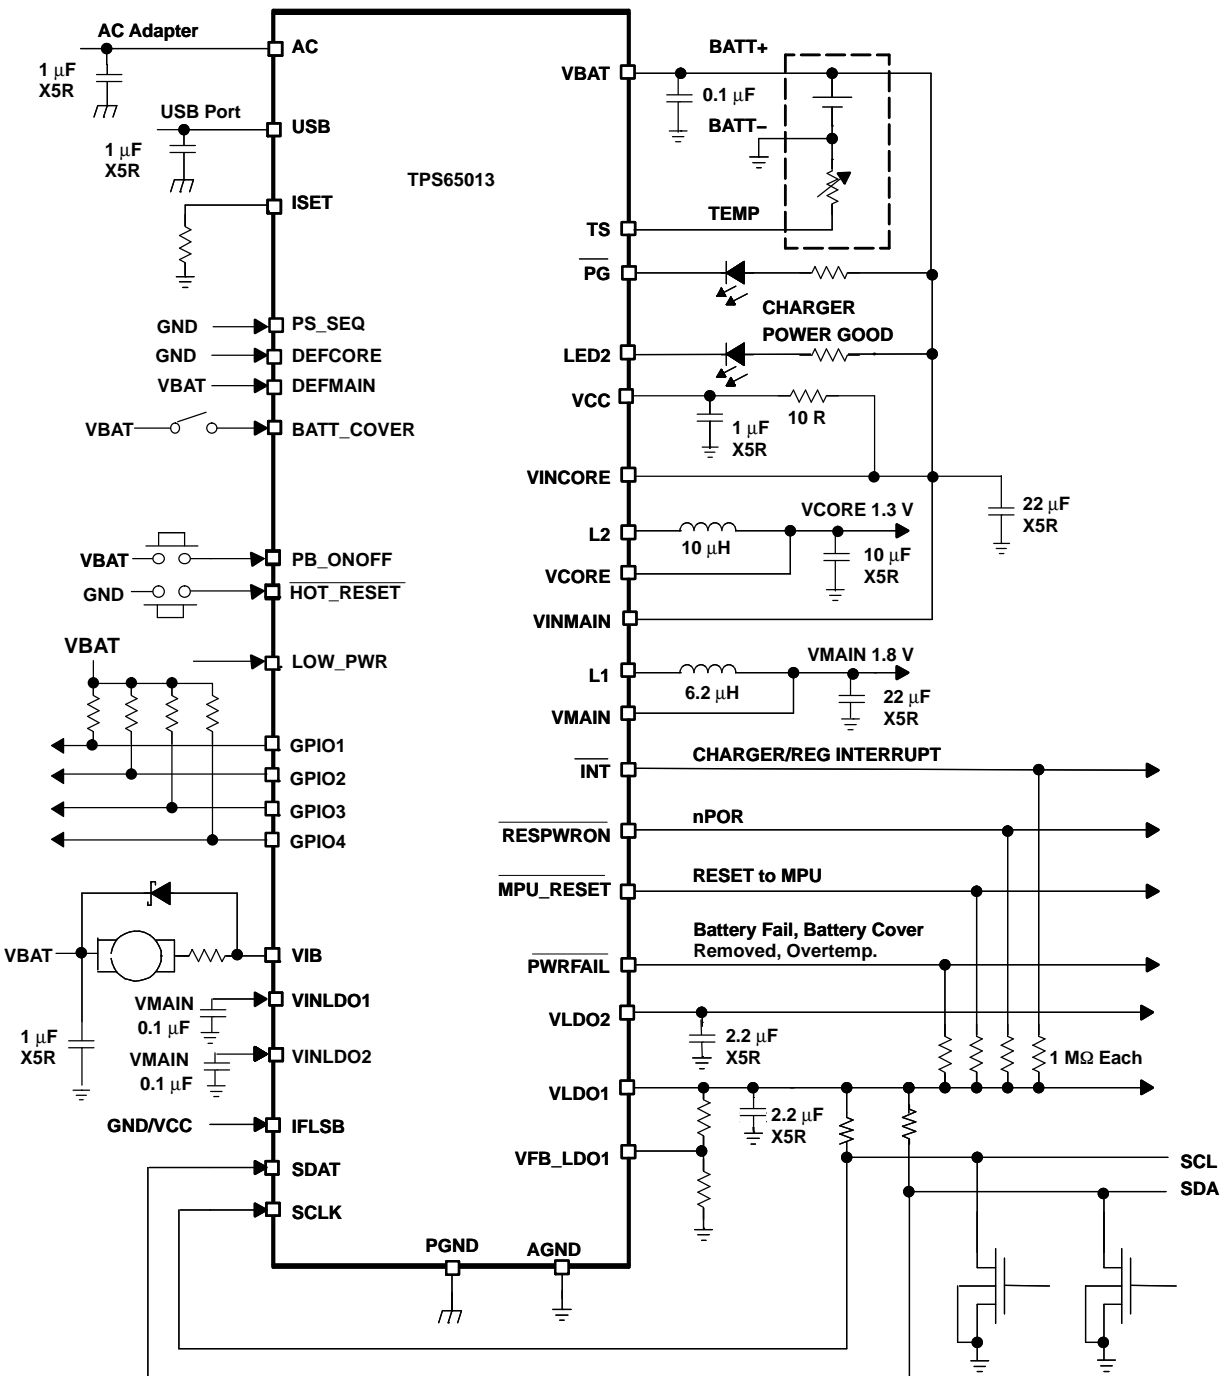 AC Adapter
AC
1 μF
X5R
USB Port
USB
1 μF
X5R
ISET
TPS65013
GND
PS_SEQ
GND
DEFCORE
VBAT
DEFMAIN
VBAT
BATT_COVER
VBAT
PB_ONOFF
GND
HOT_RESET
VBAT
LOW_PWR
GPIO1
GPIO2
GPIO3
GPIO4
VBAT
VIB
VMAIN
0.1 μF
VINLDO1
1 μF
X5R
VMAIN
0.1 μF
VINLDO2
GND/VCC
IFLSB
SDAT
SCLK
PGND
AGND
BATT+
VBAT
0.1 μF
BATT–
TEMP
TS
PG
CHARGER
POWER GOOD
LED2
VCC
1 μF
X5R
10 R
VINCORE
22 μF
X5R
VCORE 1.3 V
L2
10 μH
10 μF
X5R
VCORE
VINMAIN
VMAIN 1.8 V
L1
6.2 μH
22 μF
X5R
VMAIN
CHARGER/REG INTERRUPT
INT
nPOR
RESPWRON
RESET to MPU
MPU_RESET
Battery Fail, Battery Cover
Removed, Overtemp.
PWRFAIL
VLDO2
2.2 μF
X5R
1 MΩ Each
VLDO1
2.2 μF
X5R
VFB_LDO1
SCL
SDA